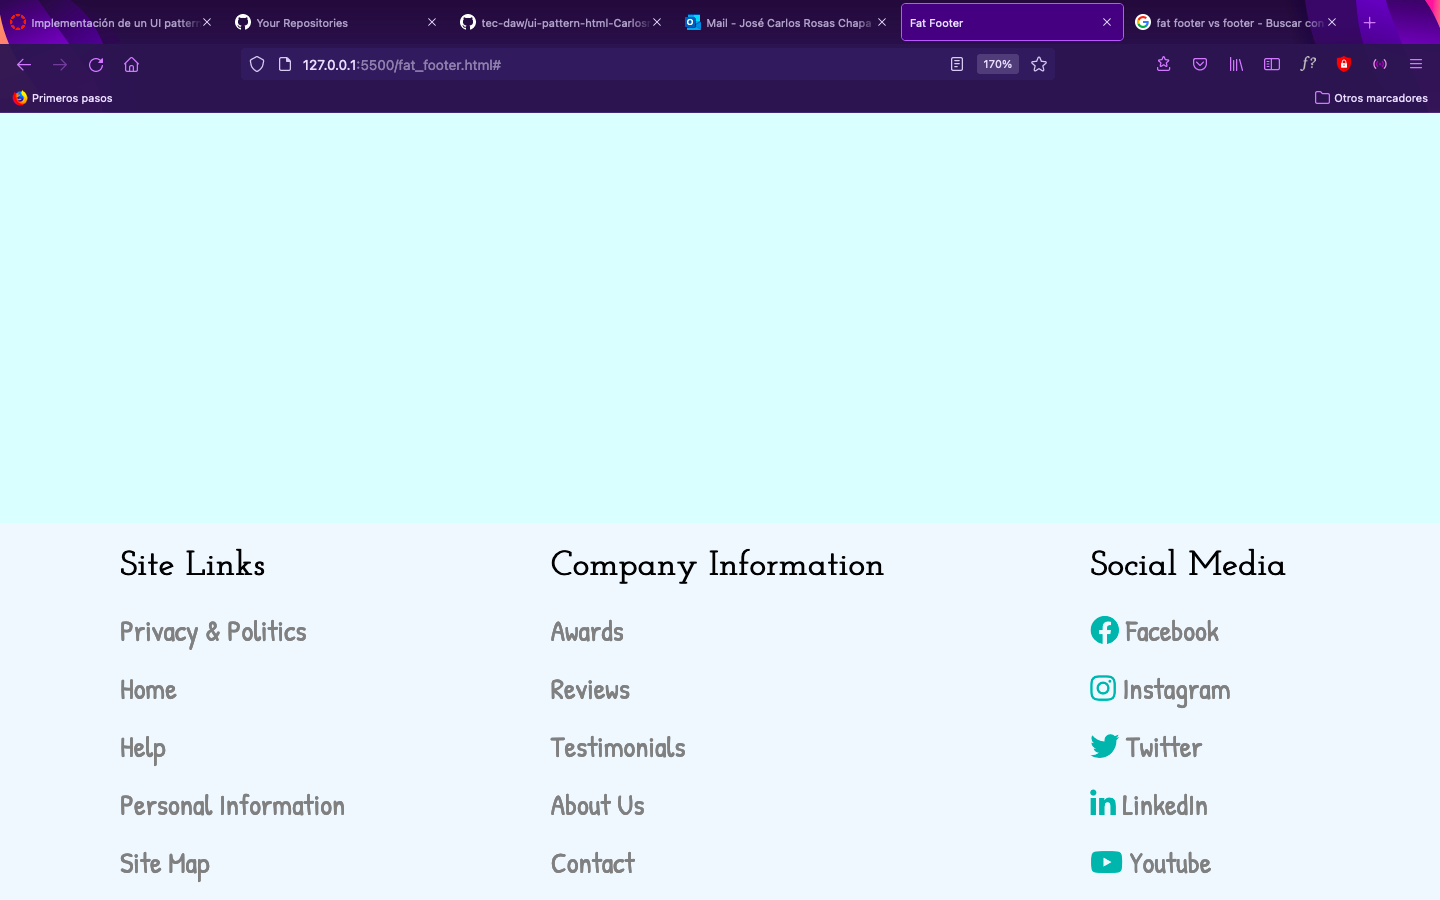 Implementación de un UI pattern
Your Repositories
tec-daw/ui-pattern-html-Carlos
Mail - José Carlos Rosas Chapa
Fat Footer
fat footer vs footer - Buscar con
127.0.0.1:5500/fat_footer.html#
170%
f?
Primeros pasos
Otros marcadores
Site Links
Company Information
Social Media
Privacy & Politics
Awards
Facebook
Home
Reviews
Instagram
Help
Testimonials
Twitter
Personal Information
About Us
LinkedIn
Site Map
Contact
Youtube